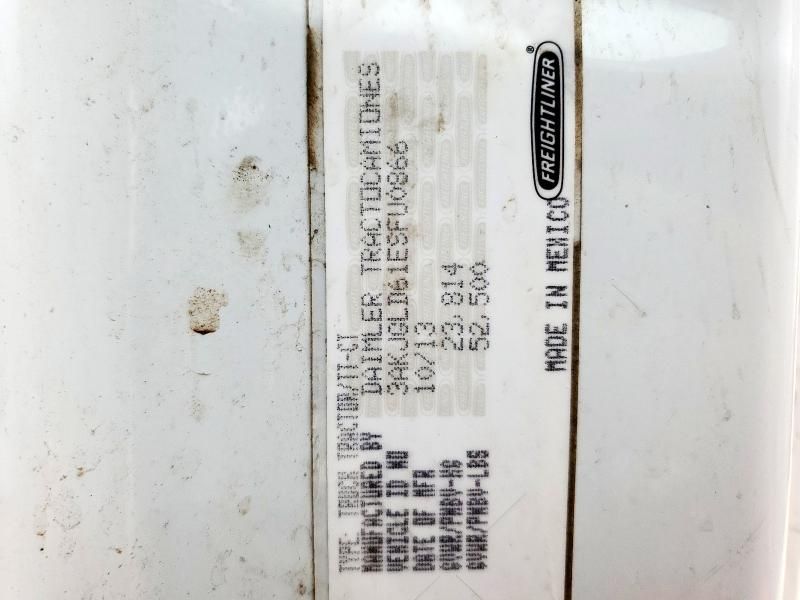 FREIGHTLINER®
TYPE: TRUCK TRACTOR/TT-CT
MANUFACTURED BY DAIMLER TRACTOCAMIONES
VEHICLE ID NO 3AKJGLD61ESFU0866
DATE OF MFR 10/13
GVWR/PNBV-KG 23,814
GVWR/PNBV-LBS 52,500
MADE IN MEXICO